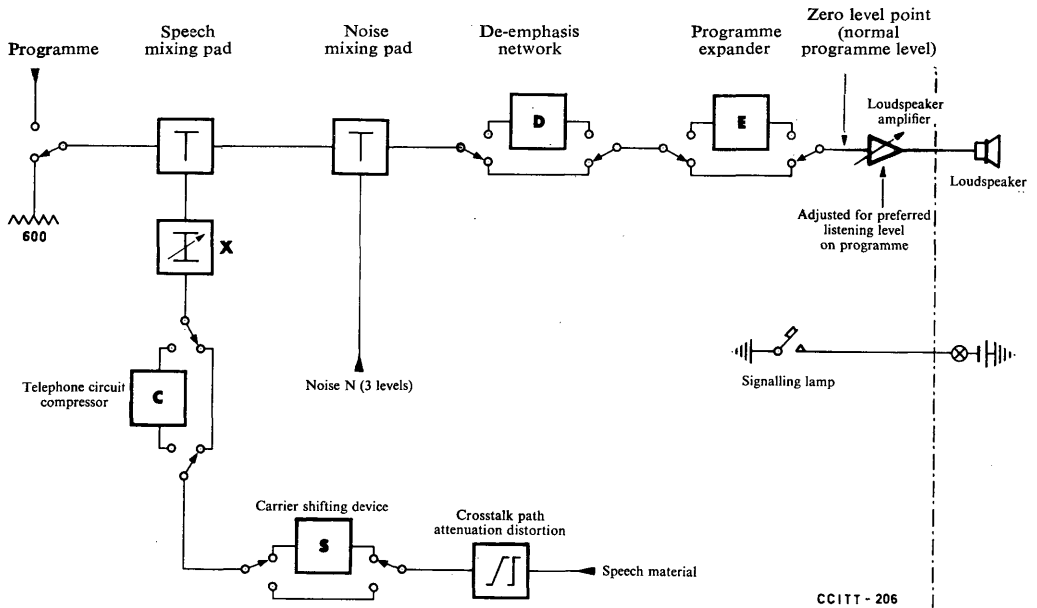 Programme
Speech
mixing pad
Noise
mixing pad
De-emphasis
network
Programme
expander
Zero level point
(normal
programme level)
T
T
D
E
Loudspeaker
amplifier
Loudspeaker
600
X
Adjusted for preferred
listening level
on programme
Telephone circuit
compressor
C
Noise N (3 levels)
Signalling lamp
Carrier shifting device
S
Crosstalk path
attenuation distortion
Speech material
CCITT - 206